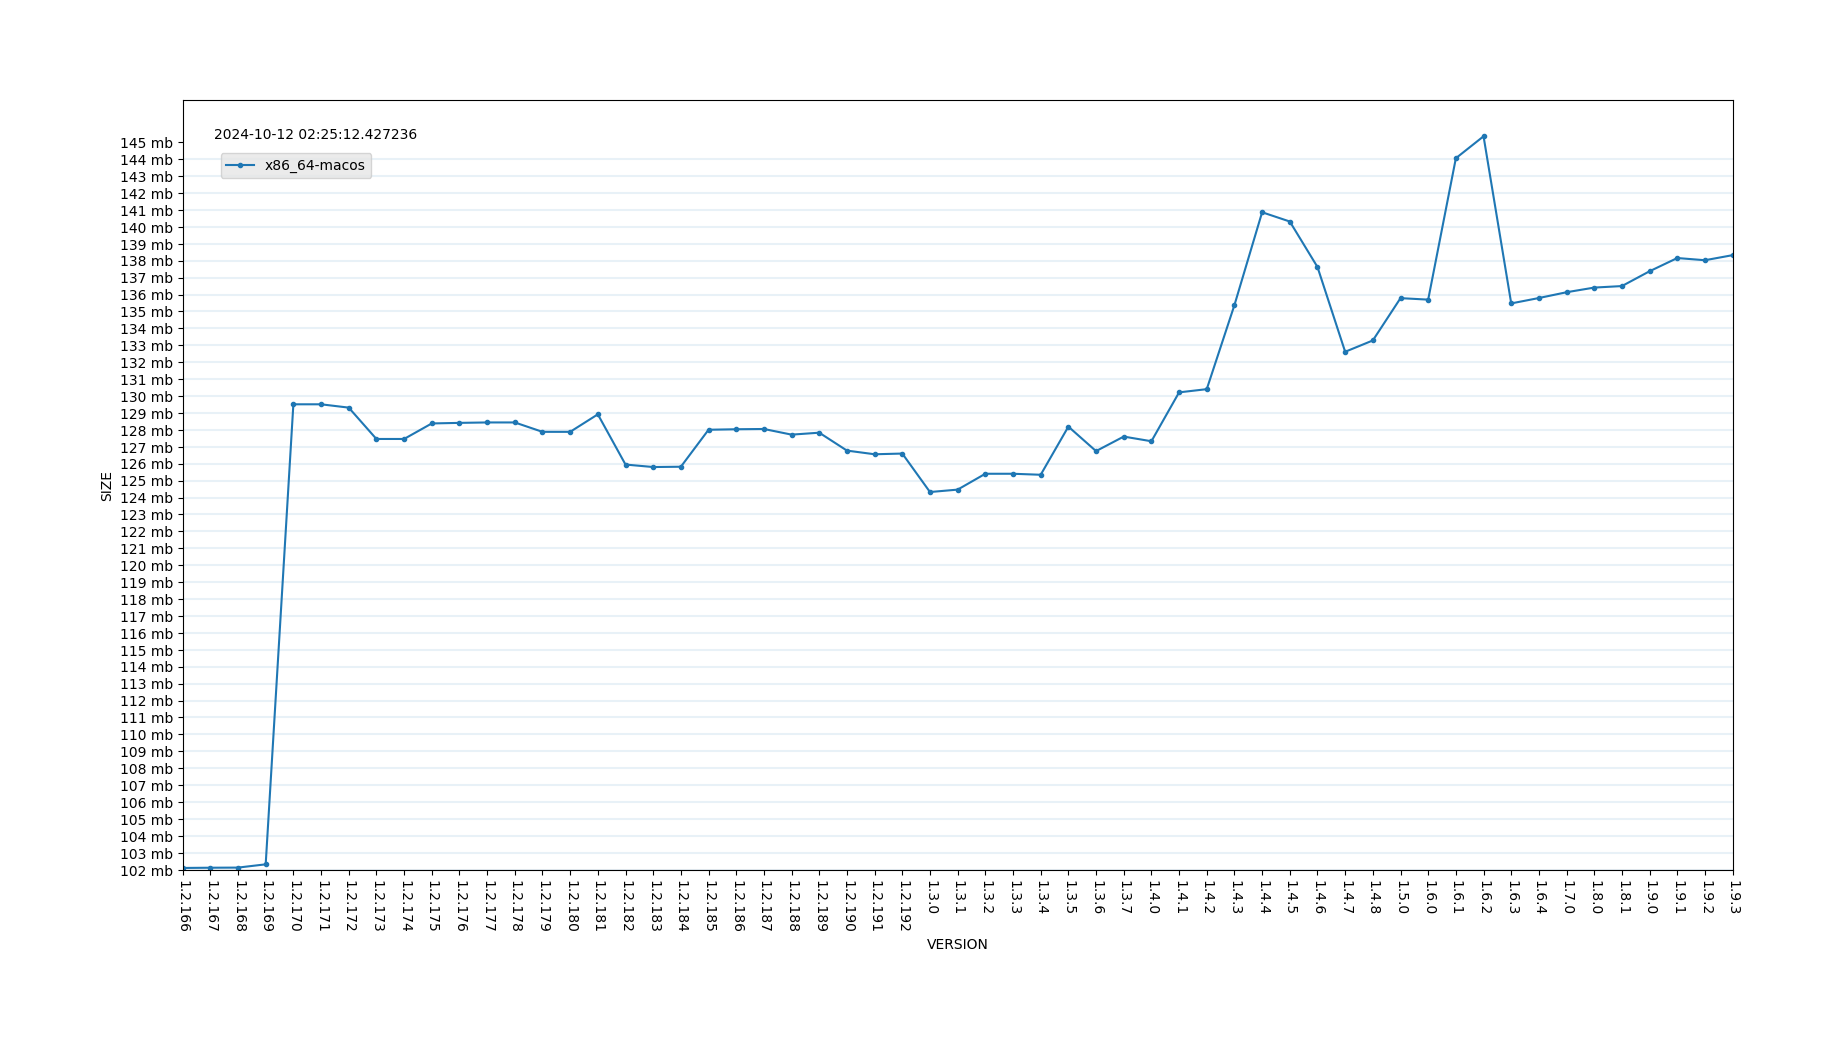 2024-10-12 02:25:12.427236
x86_64-macos
145 mb
144 mb
143 mb
142 mb
141 mb
140 mb
139 mb
138 mb
137 mb
136 mb
135 mb
134 mb
133 mb
132 mb
131 mb
130 mb
129 mb
128 mb
127 mb
126 mb
125 mb
124 mb
123 mb
122 mb
121 mb
120 mb
119 mb
118 mb
117 mb
116 mb
115 mb
114 mb
113 mb
112 mb
111 mb
110 mb
109 mb
108 mb
107 mb
106 mb
105 mb
104 mb
103 mb
102 mb
SIZE
1.2.166
1.2.167
1.2.168
1.2.169
1.2.170
1.2.171
1.2.172
1.2.173
1.2.174
1.2.175
1.2.176
1.2.177
1.2.178
1.2.179
1.2.180
1.2.181
1.2.182
1.2.183
1.2.184
1.2.185
1.2.186
1.2.187
1.2.188
1.2.189
1.2.190
1.2.191
1.2.192
1.3.0
1.3.1
1.3.2
1.3.3
1.3.4
1.3.5
1.3.6
1.3.7
1.4.0
1.4.1
1.4.2
1.4.3
1.4.4
1.4.5
1.4.6
1.4.7
1.4.8
1.5.0
1.6.0
1.6.1
1.6.2
1.6.3
1.6.4
1.7.0
1.8.0
1.8.1
1.9.0
1.9.1
1.9.2
1.9.3
VERSION